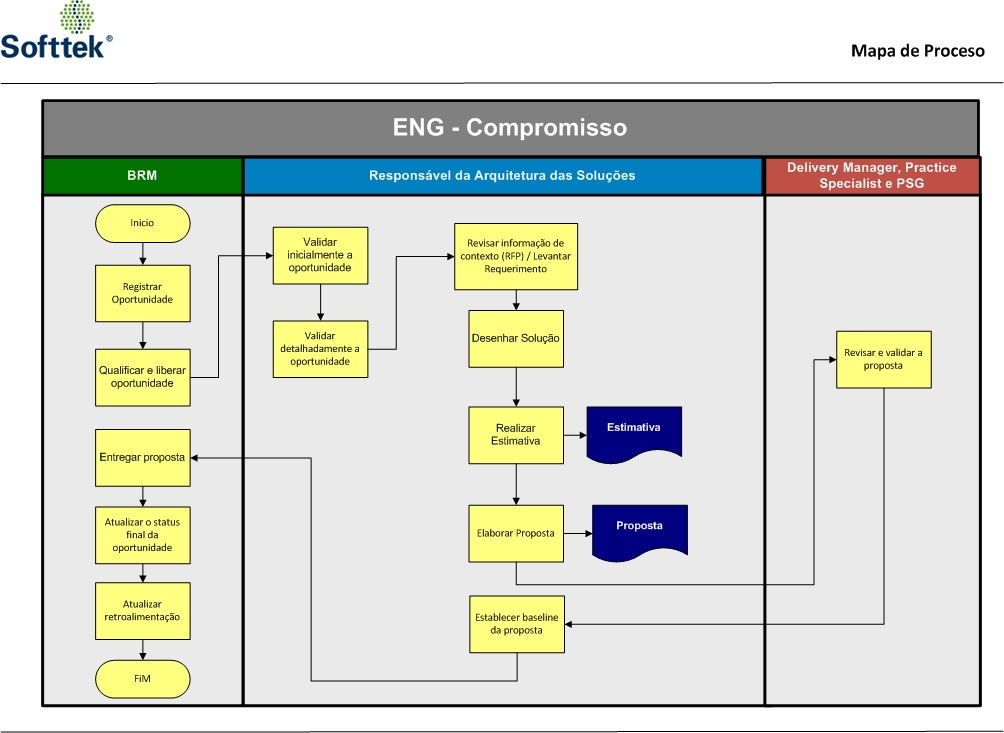 Softtek®
Mapa de Proceso
ENG - Compromisso
BRM
Responsável da Arquitetura das Soluções
Delivery Manager, Practice
Specialist e PSG
Inicio
Registrar
Oportunidade
Qualificar e liberar
oportunidade
Validar
inicialmente a
oportunidade
Validar
detalhadamente a
oportunidade
Revisar informação de
contexto (RFP) / Levantar
Requerimento
Desenhar Solução
Realizar
Estimativa
Estimativa
Elaborar Proposta
Proposta
Revisar e validar a
proposta
Establecer baseline
da proposta
Entregar proposta
Atualizar o status
final da
oportunidade
Atualizar
retroalimentação
FiM